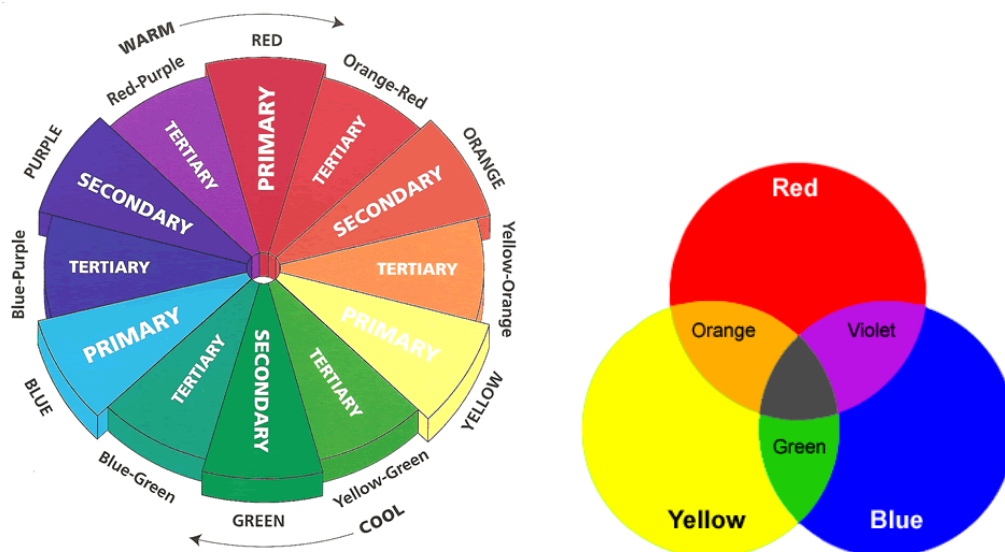 WARM
RED
Red-Purple
Orange-Red
PURPLE
ORANGE
Blue-Purple
Yellow-Orange
BLUE
YELLOW
Blue-Green
Yellow-Green
GREEN
COOL
PRIMARY
TERTIARY
TERTIARY
SECONDARY
SECONDARY
TERTIARY
TERTIARY
PRIMARY
PRIMARY
TERTIARY
SECONDARY
TERTIARY
Red
Orange
Violet
Green
Yellow
Blue